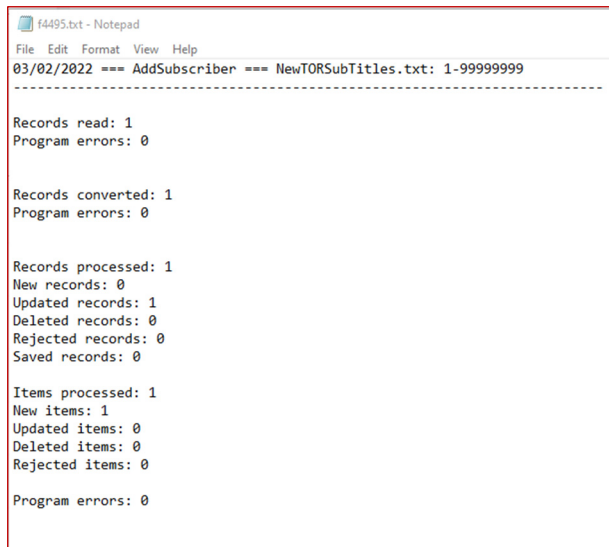 f4495.txt - Notepad
File Edit Format View Help
03/02/2022 === AddSubscriber === NewTORSubTitles.txt: 1-99999999
--------------------------------------------------------------------------
Records read: 1
Program errors: 0
Records converted: 1
Program errors: 0
Records processed: 1
New records: 0
Updated records: 1
Deleted records: 0
Rejected records: 0
Saved records: 0
Items processed: 1
New items: 1
Updated items: 0
Deleted items: 0
Rejected items: 0
Program errors: 0